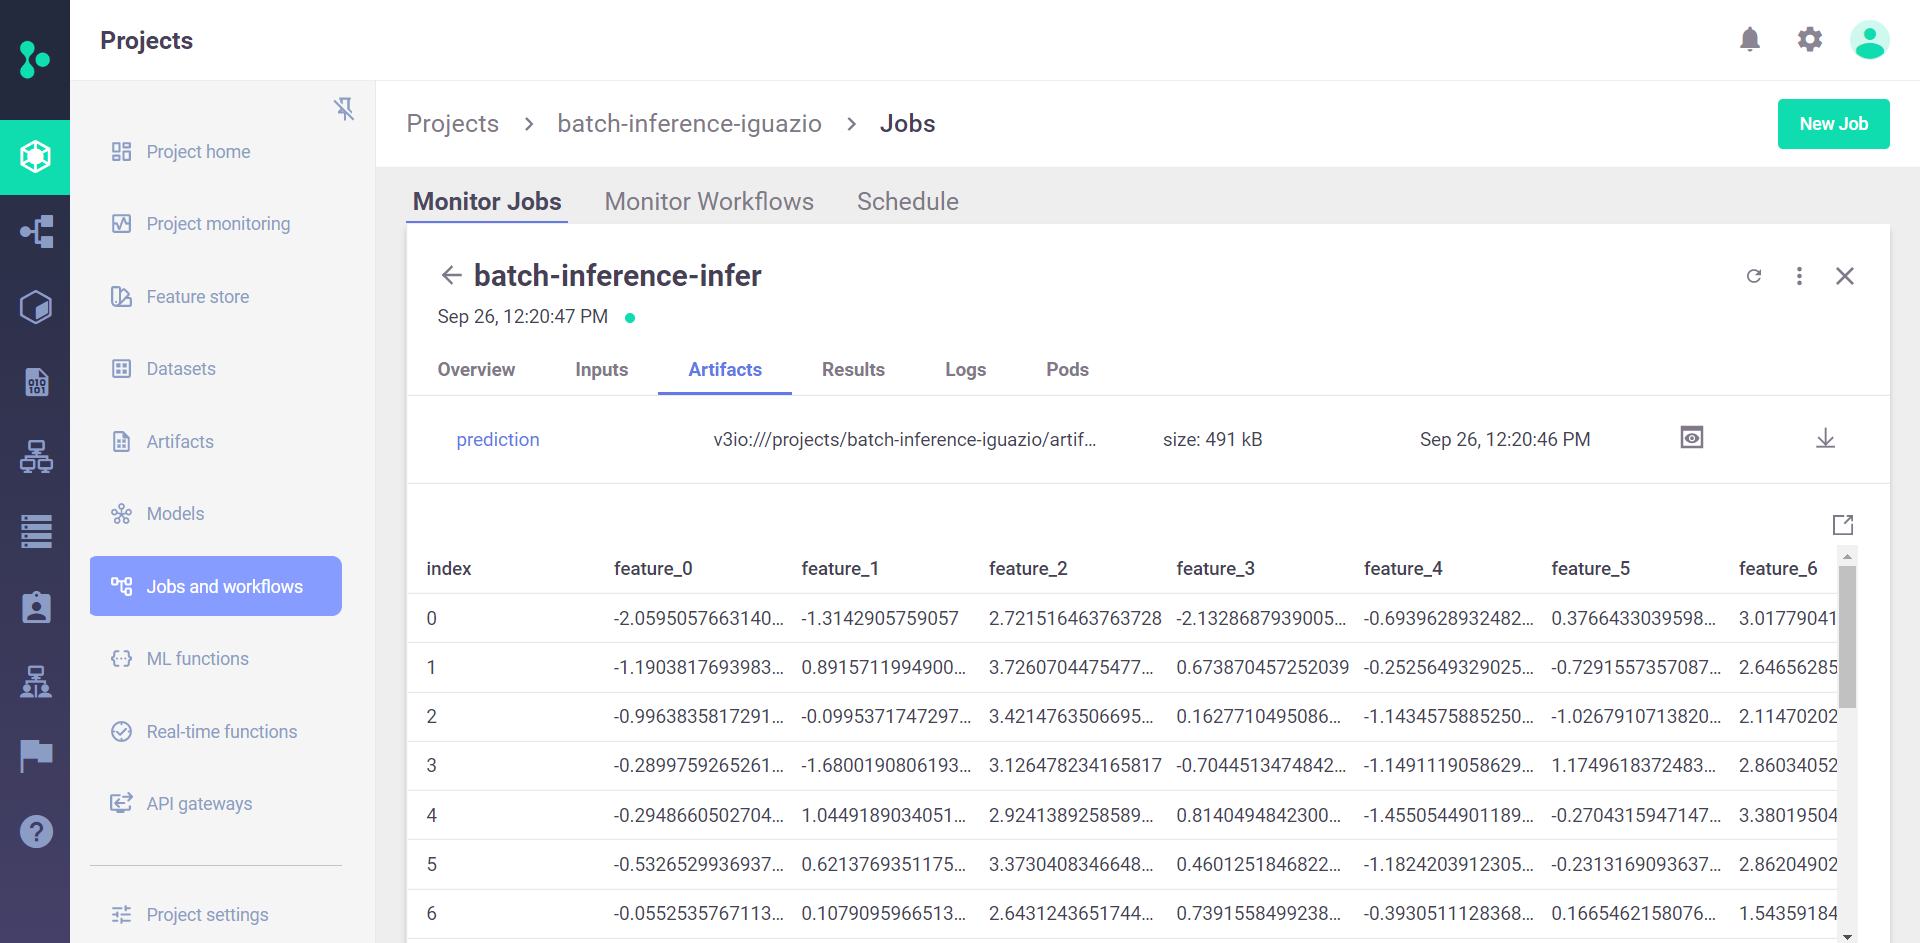 Projects
Projects > batch-inference-iguazio > Jobs
New Job
Project home
Project monitoring
Feature store
Datasets
Artifacts
Models
Jobs and workflows
ML functions
Real-time functions
API gateways
Project settings
Monitor Jobs Monitor Workflows Schedule
batch-inference-infer
Sep 26, 12:20:47 PM
Overview Inputs Artifacts Results Logs Pods
prediction v3io:///projects/batch-inference-iguazio/artif... size: 491 kB Sep 26, 12:20:46 PM
index feature_0 feature_1 feature_2 feature_3 feature_4 feature_5 feature_6
0 -2.0595057663140... -1.3142905759057 2.721516463763728 -2.1328687939005... -0.6939628932482... 0.3766433039598... 3.01779041
1 -1.1903817693983... 0.8915711994900... 3.7260704475477... 0.673870457252039 -0.2525649329025... -0.7291557357087... 2.64656285
2 -0.9963835817291... -0.0995371747297... 3.4214763506695... 0.1627710495086... -1.1434575885250... -1.0267910713820... 2.11470202
3 -0.2899759265261... -1.6800190806193... 3.126478234165817 -0.7044513474842... -1.1491119058629... 1.1749618372483... 2.86034052
4 -0.2948660502704... 1.0449189034051... 2.9241389258589... 0.8140494842300... -1.4550544901189... -0.2704315947147... 3.38019504
5 -0.5326529936937... 0.6213769351175... 3.3730408346648... 0.4601251846822... -1.1824203912305... -0.2313169093637... 2.86204902
6 -0.0552535767113... 0.1079095966513... 2.6431243651744... 0.7391558499238... -0.3930511128368... 0.1665462158076... 1.54359184